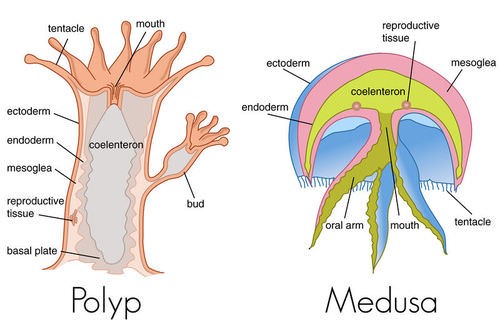 tentacle
mouth
ectoderm
endoderm
coelenteron
mesoglea
reproductive
tissue
bud
basal plate
Polyp
reproductive
tissue
ectoderm
mesoglea
coelenteron
endoderm
oral arm
mouth
tentacle
Medusa